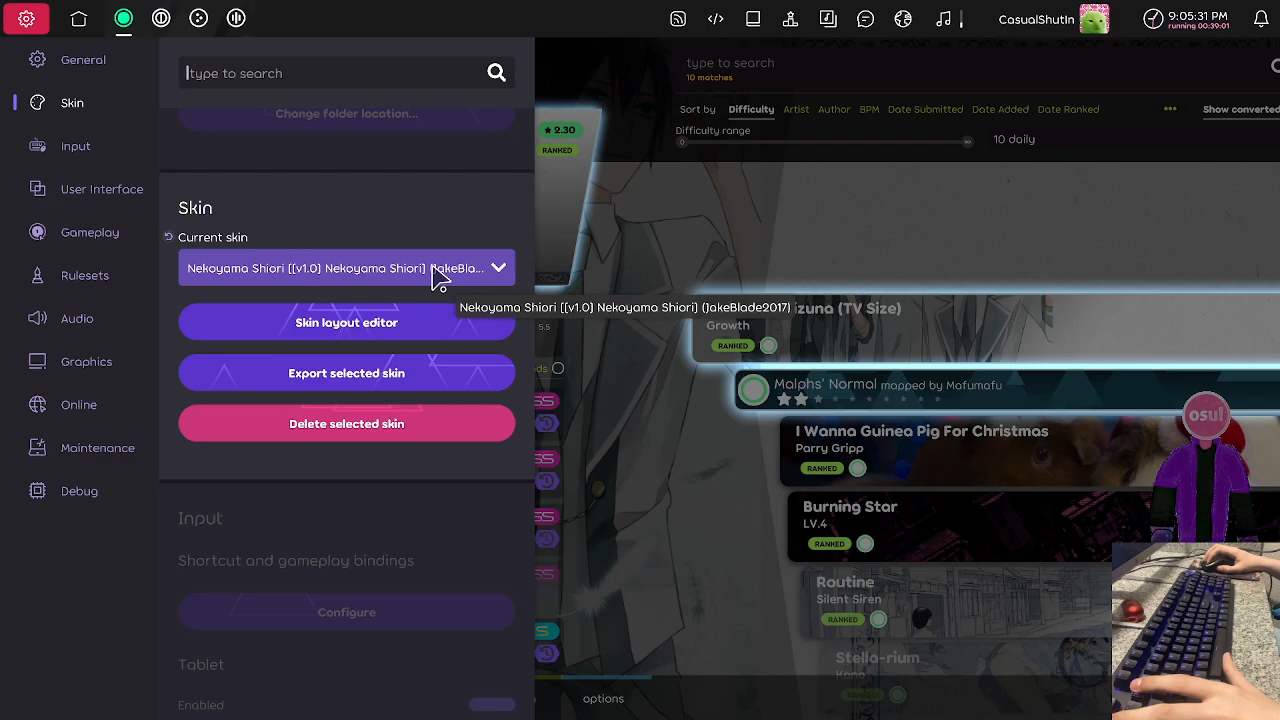 CasualShutIn
9:05:31 PM
running 00:39:01
General
Skin
Input
User Interface
Gameplay
Rulesets
Audio
Graphics
Online
Maintenance
Debug
type to search
Change folder location...
Skin
Current skin
Nekoyama Shiori [[v1.0] Nekoyama Shiori] (JakeBla...
Nekoyama Shiori [[v1.0] Nekoyama Shiori] (JakeBlade2017)
Skin layout editor
Export selected skin
Delete selected skin
Input
Shortcut and gameplay bindings
Configure
Tablet
Enabled
type to search
10 matches
Sort by Difficulty Artist Author BPM Date Submitted Date Added Date Ranked ••• Show converted
Difficulty range
0 ∞ 10 daily
2.30
RANKED
5.5
izuna (TV Size)
Growth
RANKED
Malphs' Normal mapped by Mafumafu
I Wanna Guinea Pig For Christmas
Parry Gripp
RANKED
Burning Star
LV.4
RANKED
Routine
Silent Siren
RANKED
Stella-rium
Kano
RANKED
osu!
options